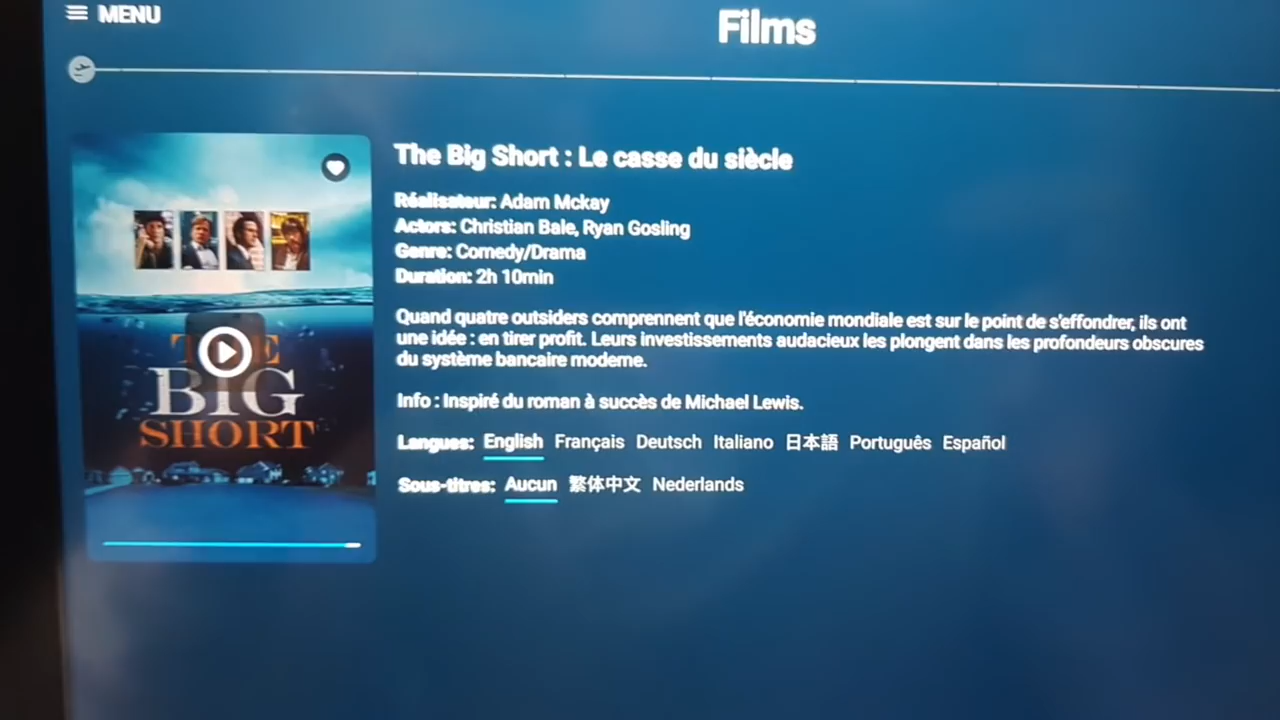 MENU
Films
The Big Short : Le casse du siècle
Réalisateur: Adam Mckay
Actors: Christian Bale, Ryan Gosling
Genre: Comedy/Drama
Duration: 2h 10min
Quand quatre outsiders comprennent que l'économie mondiale est sur le point de s'effondrer, ils ont
une idée : en tirer profit. Leurs investissements audacieux les plongent dans les profondeurs obscures
du système bancaire moderne.
Info : Inspiré du roman à succès de Michael Lewis.
Langues: English Français Deutsch Italiano 日本語 Português Español
Sous-titres: Aucun 繁体中文 Nederlands
THE
BIG
SHORT